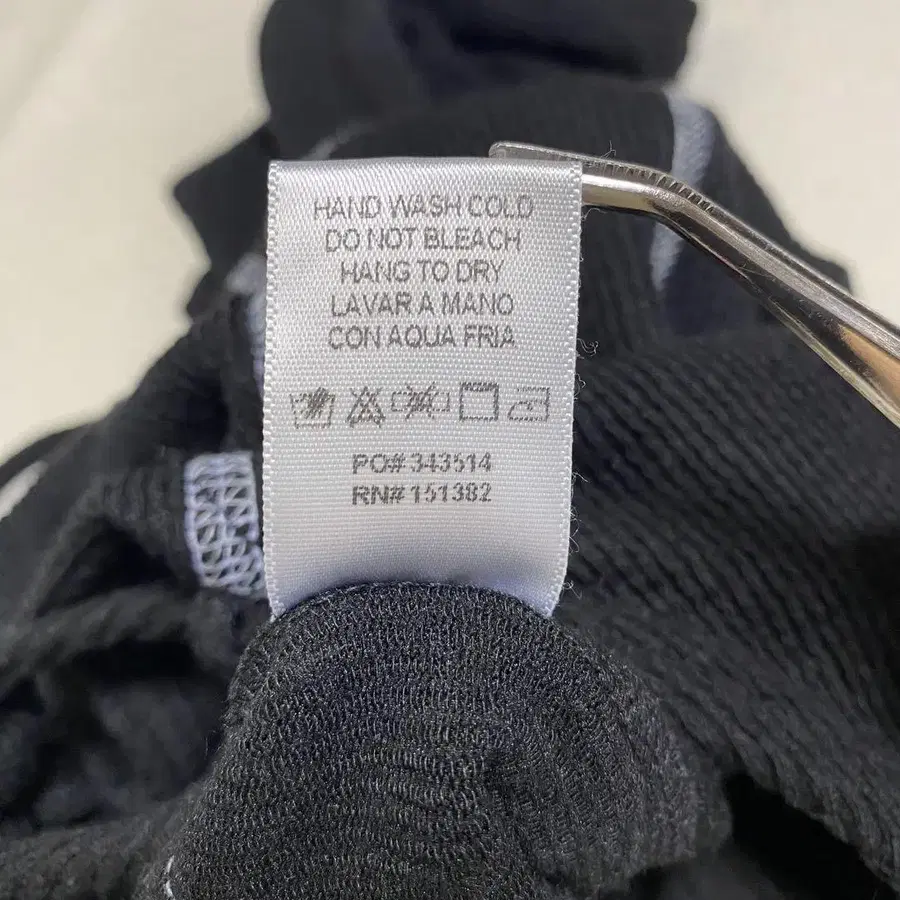 HAND WASH COLD
DO NOT BLEACH
HANG TO DRY
LAVAR A MANO
CON AQUA FRIA
PO# 343514
RN# 151382